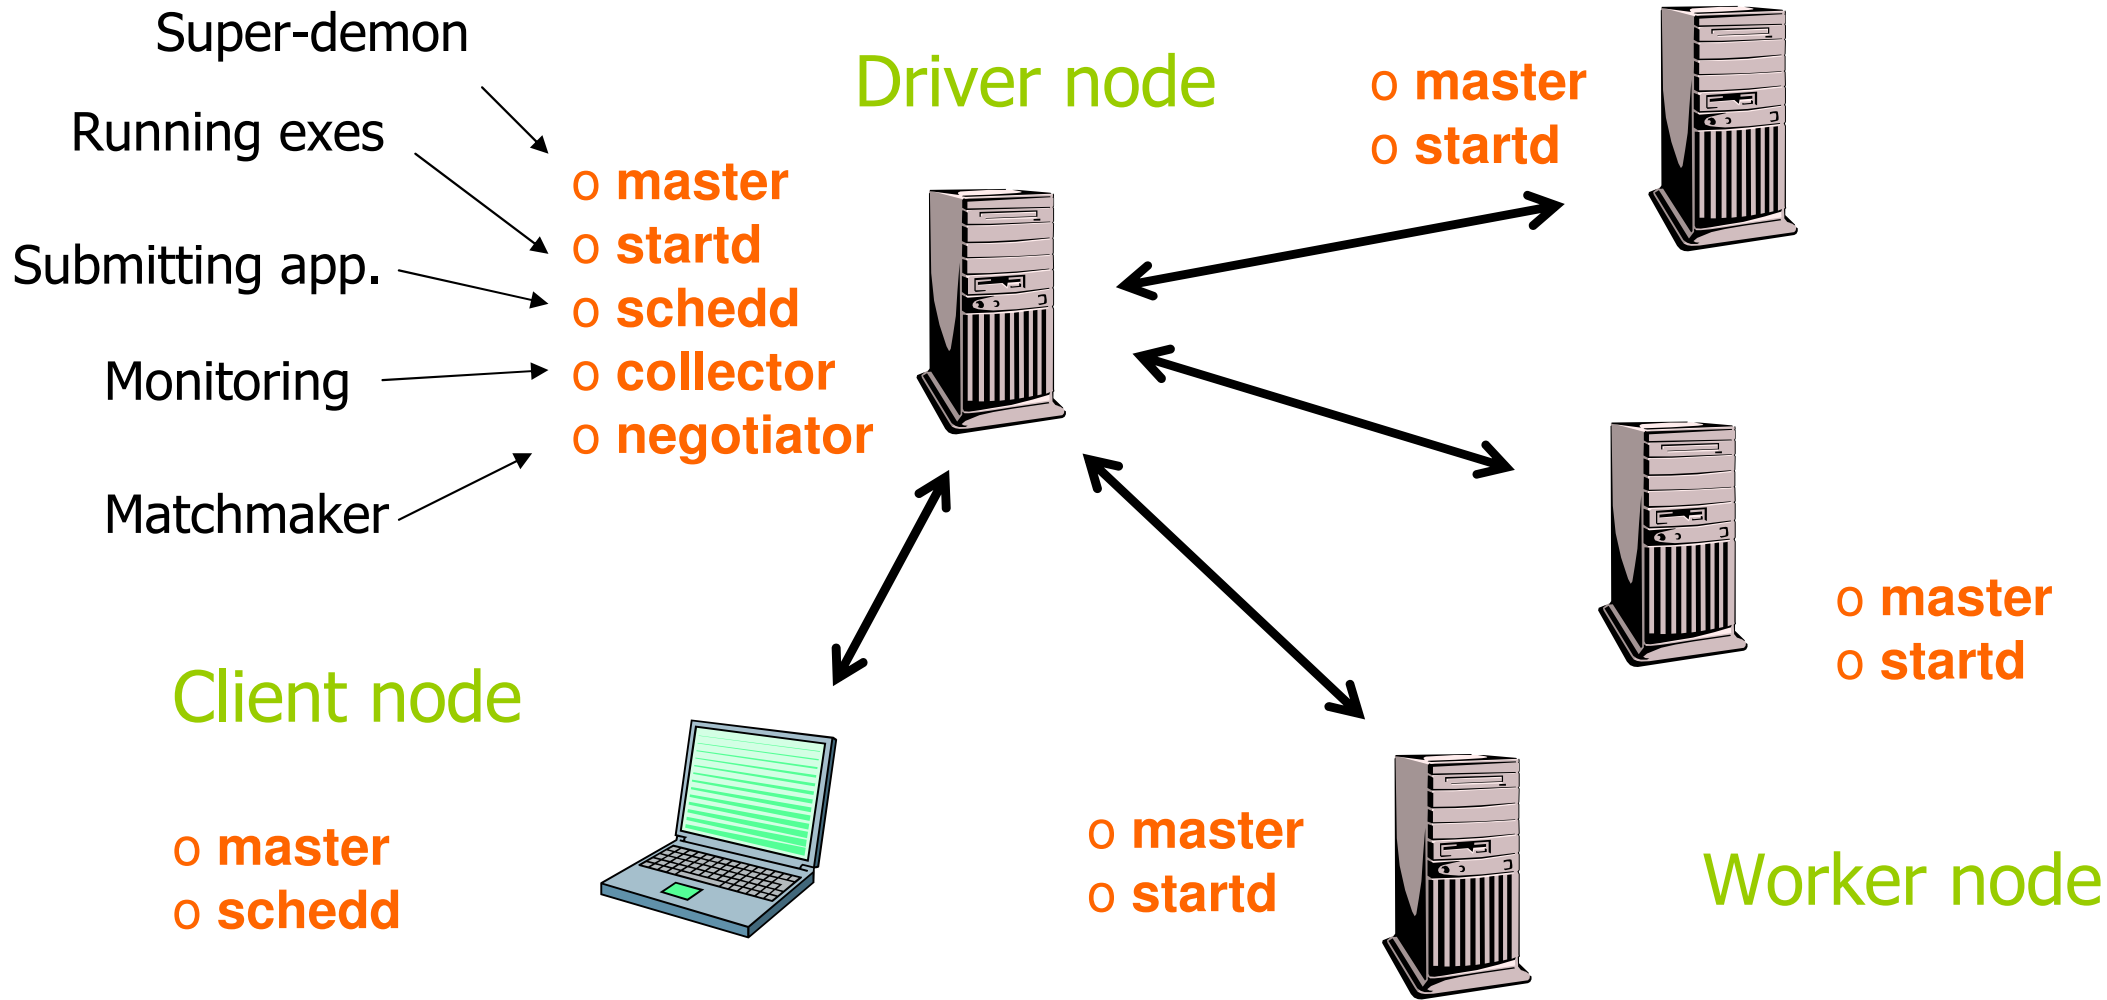 Super-demon
Running exes
Submitting app.
Monitoring
Matchmaker
o master
o startd
o schedd
o collector
o negotiator
Driver node
o master
o startd
o master
o startd
Client node
o master
o schedd
o master
o startd
Worker node